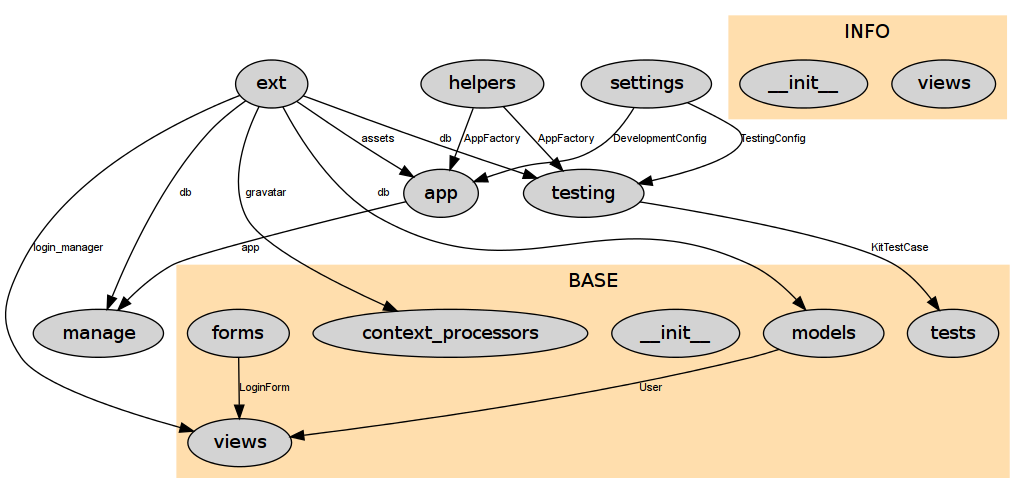 INFO
ext
helpers
settings
__init__
views
assets
db
AppFactory
AppFactory
DevelopmentConfig
TestingConfig
db
gravatar
db
app
testing
login_manager
app
KitTestCase
BASE
manage
forms
context_processors
__init__
models
tests
LoginForm
User
views